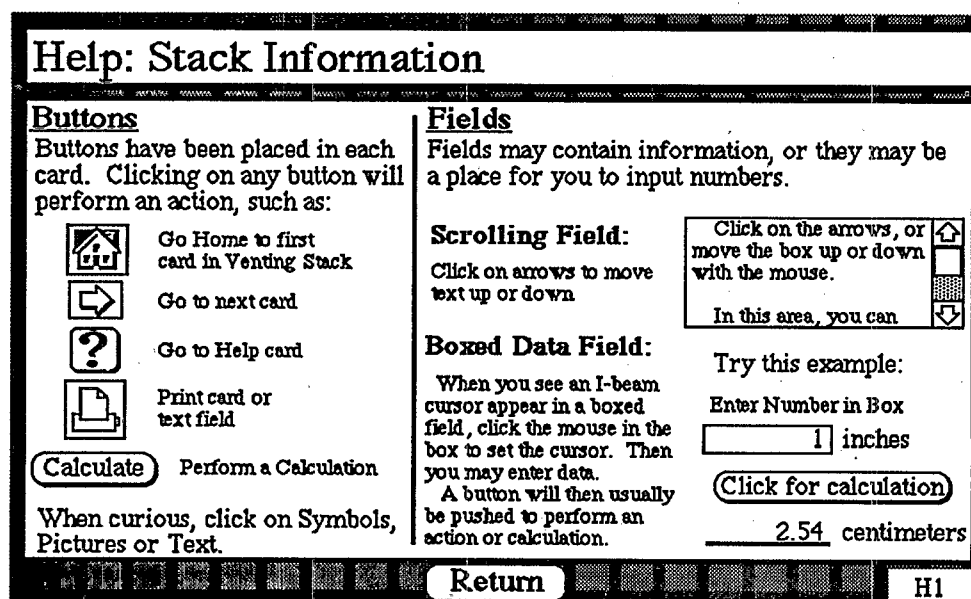 Help: Stack Information
Buttons
Buttons have been placed in each
card. Clicking on any button will
perform an action, such as:
Go Home to first
card in Venting Stack
Go to next card
?
Go to Help card
Print card or
text field
Calculate
Perform a Calculation
When curious, click on Symbols,
Pictures or Text.
Fields
Fields may contain information, or they may be
a place for you to input numbers.
Scrolling Field:
Click on arrows to move
text up or down
Click on the arrows, or
move the box up or down
with the mouse.
In this area, you can
Boxed Data Field:
When you see an I-beam
cursor appear in a boxed
field, click the mouse in the
box to set the cursor. Then
you may enter data.
A button will then usually
be pushed to perform an
action or calculation.
Try this example:
Enter Number in Box
1 inches
Click for calculation
2.54 centimeters
Return
H1